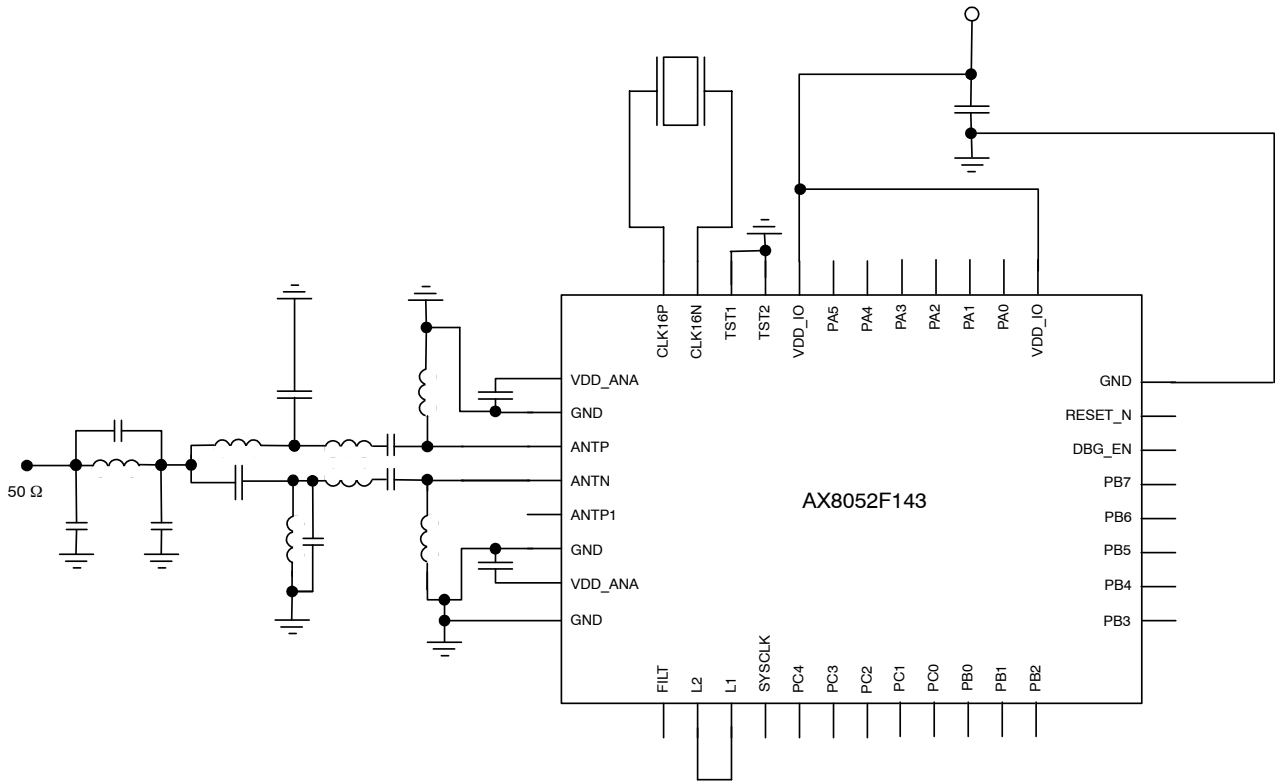 CLK16P
CLK16N
TST1
TST2
VDD_IO
PA5
PA4
PA3
PA2
PA1
PA0
VDD_IO
VDD_ANA
GND
ANTP
ANTN
ANTP1
GND
VDD_ANA
GND
50 Ω
AX8052F143
GND
RESET_N
DBG_EN
PB7
PB6
PB5
PB4
PB3
FILT
L2
L1
SYSCLK
PC4
PC3
PC2
PC1
PC0
PB0
PB1
PB2